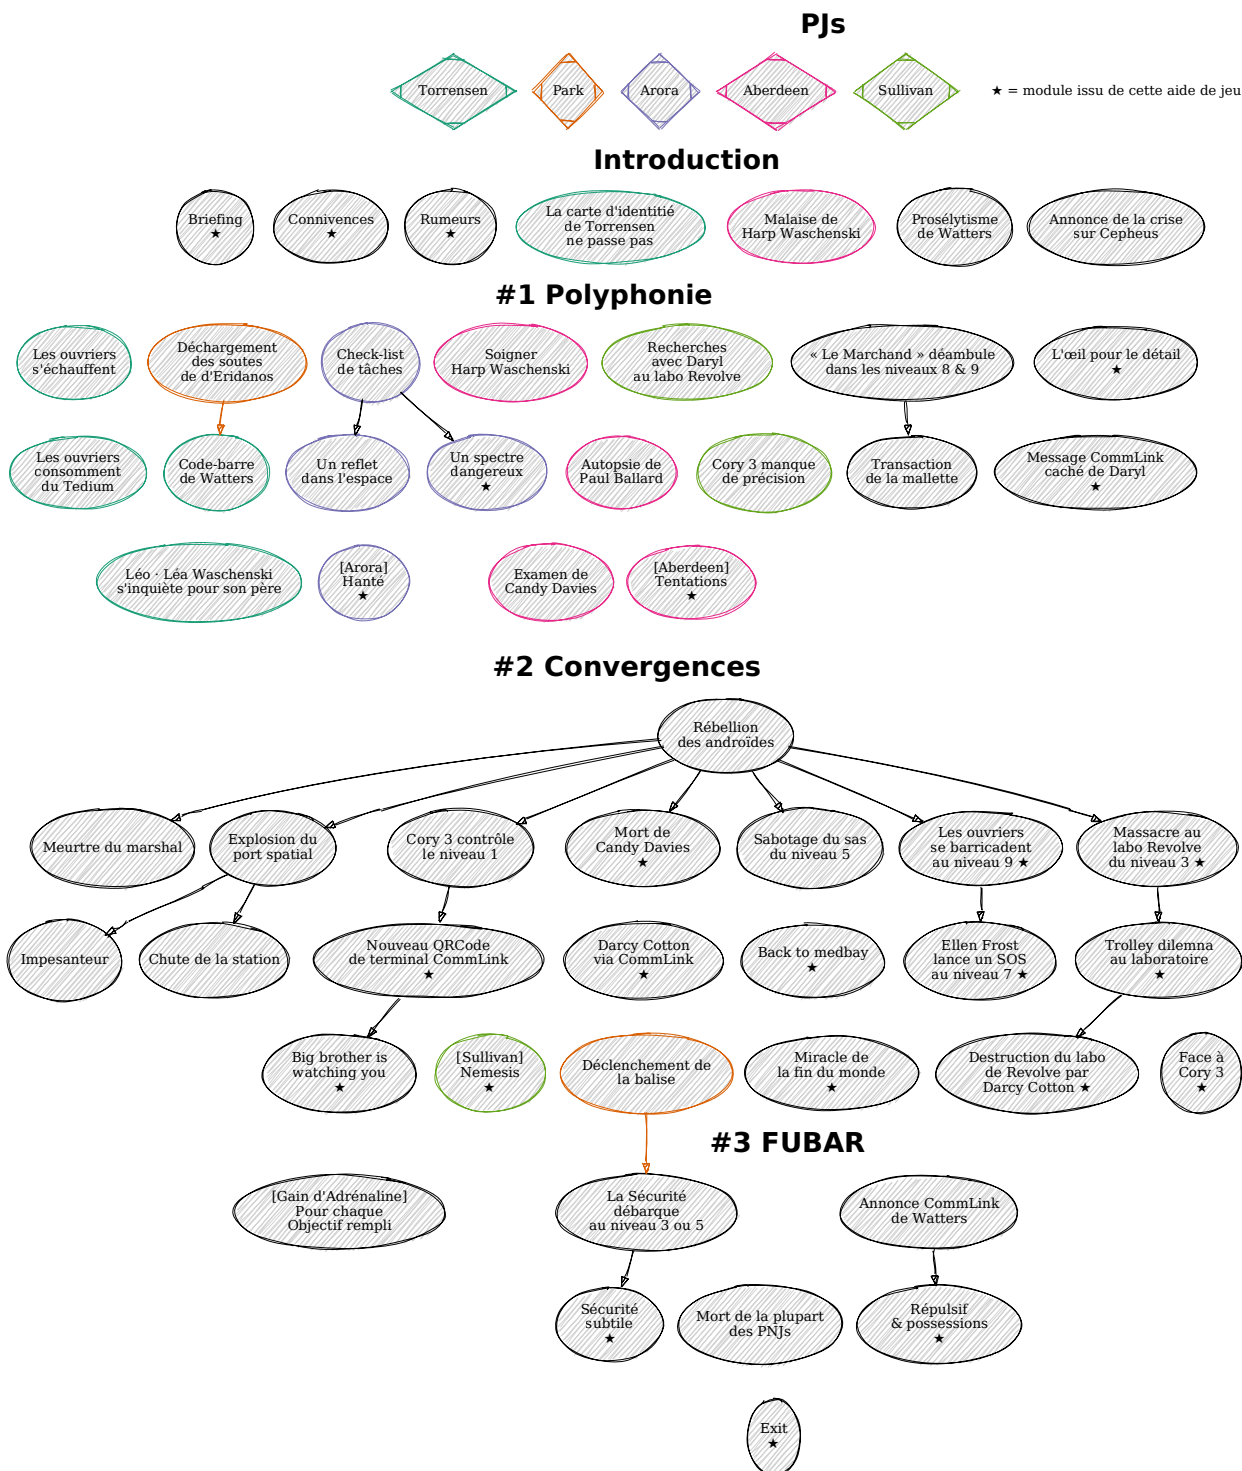 PJs
Torrensen
Park
Arora
Aberdeen
Sullivan
★ = module issu de cette aide de jeu
Introduction
Briefing
★
Connivences
★
Rumeurs
★
La carte d'identitié
de Torrensen
ne passe pas
Malaise de
Harp Waschenski
Prosélytisme
de Watters
Annonce de la crise
sur Cepheus
#1 Polyphonie
Les ouvriers
s'échauffent
Déchargement
des soutes
de d'Eridanos
Check-list
de tâches
Soigner
Harp Waschenski
Recherches
avec Daryl
au labo Revolve
« Le Marchand » déambule
dans les niveaux 8 & 9
L'œil pour le détail
★
Les ouvriers
consomment
du Tedium
Code-barre
de Watters
Un reflet
dans l'espace
Un spectre
dangereux
★
Autopsie de
Paul Ballard
Cory 3 manque
de précision
Transaction
de la mallette
Message CommLink
caché de Daryl
★
Léo · Léa Waschenski
s'inquiète pour son père
[Arora]
Hanté
★
Examen de
Candy Davies
[Aberdeen]
Tentations
★
#2 Convergences
Rébellion
des androïdes
Meurtre du marshal
Explosion du
port spatial
Cory 3 contrôle
le niveau 1
Mort de
Candy Davies
★
Sabotage du sas
du niveau 5
Les ouvriers
se barricadent
au niveau 9 ★
Massacre au
labo Revolve
du niveau 3 ★
Impesanteur
Chute de la station
Nouveau QRCode
de terminal CommLink
★
Darcy Cotton
via CommLink
★
Back to medbay
★
Ellen Frost
lance un SOS
au niveau 7 ★
Trolley dilemna
au laboratoire
★
Big brother is
watching you
★
[Sullivan]
Nemesis
★
Déclenchement de
la balise
Miracle de
la fin du monde
★
Destruction du labo
de Revolve par
Darcy Cotton ★
Face à
Cory 3
★
#3 FUBAR
[Gain d'Adrénaline]
Pour chaque
Objectif rempli
La Sécurité
débarque
au niveau 3 ou 5
Annonce CommLink
de Watters
Sécurité
subtile
★
Mort de la plupart
des PNJs
Répulsif
& possessions
★
Exit
★